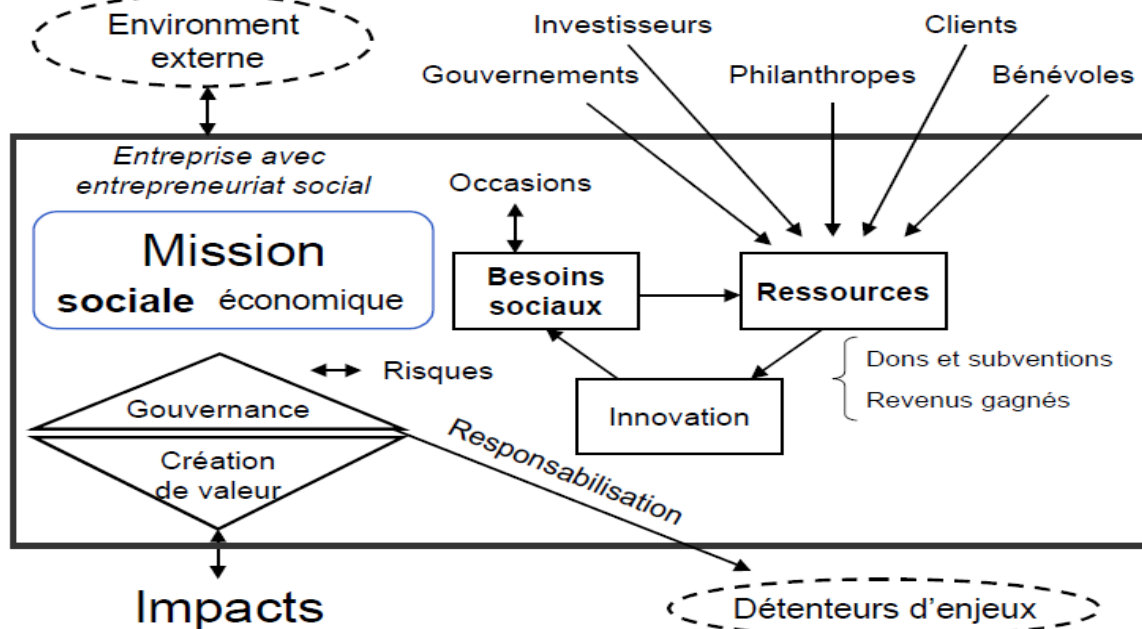 Environment
externe
Investisseurs
Clients
Gouvernements
Philanthropes
Bénévoles
Entreprise avec
entrepreneuriat social
Occasions
Mission
sociale économique
Besoins
sociaux
Ressources
Risques
Dons et subventions
Revenus gagnés
Gouvernance
Innovation
Création
de valeur
Responsabilisation
Impacts
Détenteurs d'enjeux